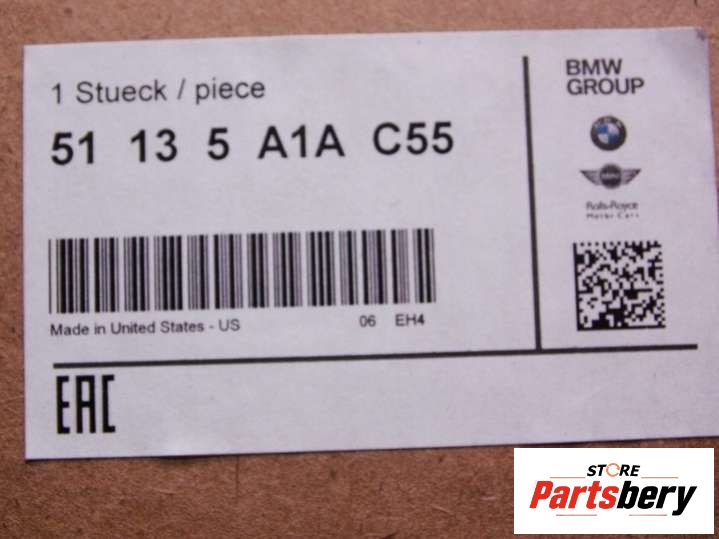 1 Stueck / piece
51 13 5 A1A C55
Made in United States - US
06 EH4
EAC
BMW
GROUP
MINI
Rolls-Royce
Motor Cars
STORE
Partsbery